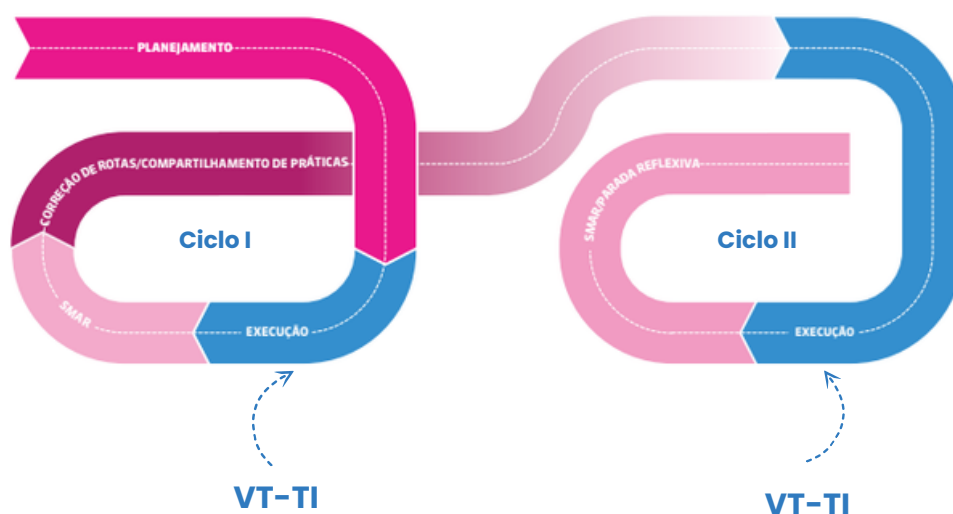 PLANEJAMENTO
CORREÇÃO DE ROTAS/COMPARTILHAMENTO DE PRÁTICAS
Ciclo I
SMAR
EXECUÇÃO
VT-TI
SMAR/PARADA REFLEXIVA
Ciclo II
EXECUÇÃO
VT-TI